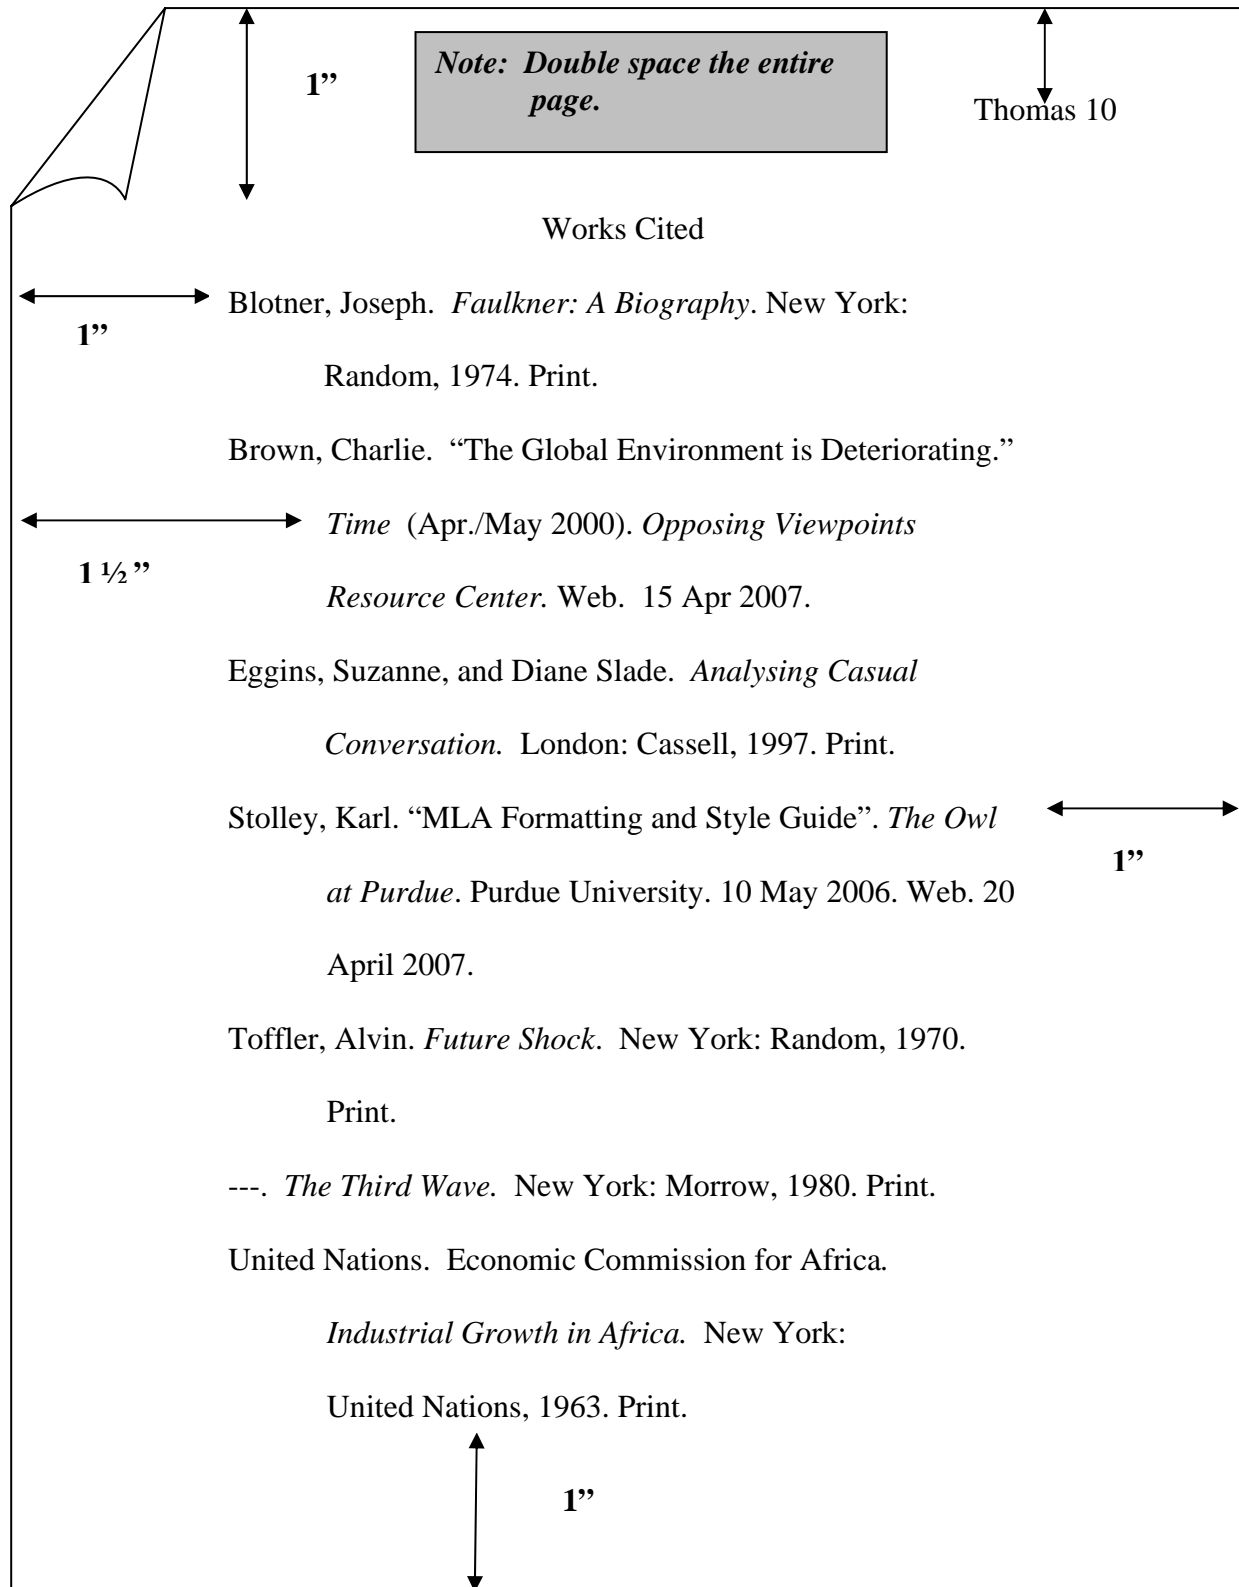 1”
Note: Double space the entire
page.
Thomas 10
Works Cited
Blotner, Joseph. Faulkner: A Biography. New York:
1”
Random, 1974. Print.
Brown, Charlie. “The Global Environment is Deteriorating.”
Time (Apr./May 2000). Opposing Viewpoints
1 ½ ”
Resource Center. Web. 15 Apr 2007.
Eggins, Suzanne, and Diane Slade. Analysing Casual
Conversation. London: Cassell, 1997. Print.
Stolley, Karl. “MLA Formatting and Style Guide”. The Owl
1”
at Purdue. Purdue University. 10 May 2006. Web. 20
April 2007.
Toffler, Alvin. Future Shock. New York: Random, 1970.
Print.
---. The Third Wave. New York: Morrow, 1980. Print.
United Nations. Economic Commission for Africa.
Industrial Growth in Africa. New York:
United Nations, 1963. Print.
1”